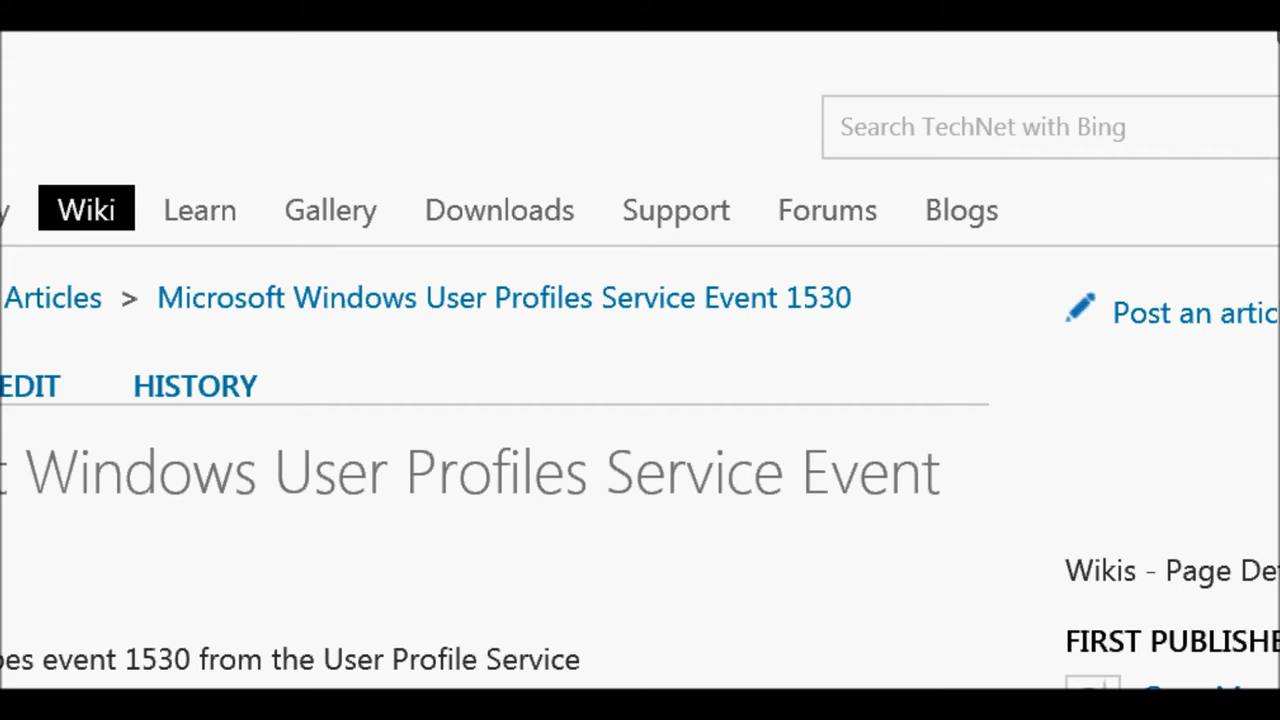 Search TechNet with Bing
Wiki Learn Gallery Downloads Support Forums Blogs
Articles > Microsoft Windows User Profiles Service Event 1530
Post an artic
EDIT HISTORY
Windows User Profiles Service Event
Wikis - Page De
FIRST PUBLISHE
event 1530 from the User Profile Service